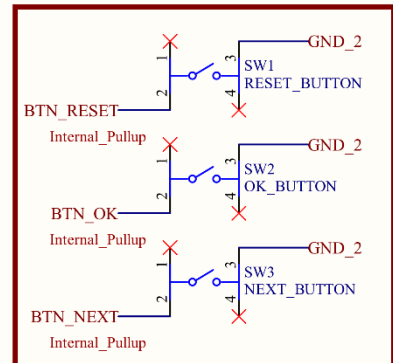 1
3
GND_2
SW1
RESET_BUTTON
2
4
BTN_RESET
Internal_Pullup
1
3
GND_2
SW2
OK_BUTTON
2
4
BTN_OK
Internal_Pullup
1
3
GND_2
SW3
NEXT_BUTTON
2
4
BTN_NEXT
Internal_Pullup